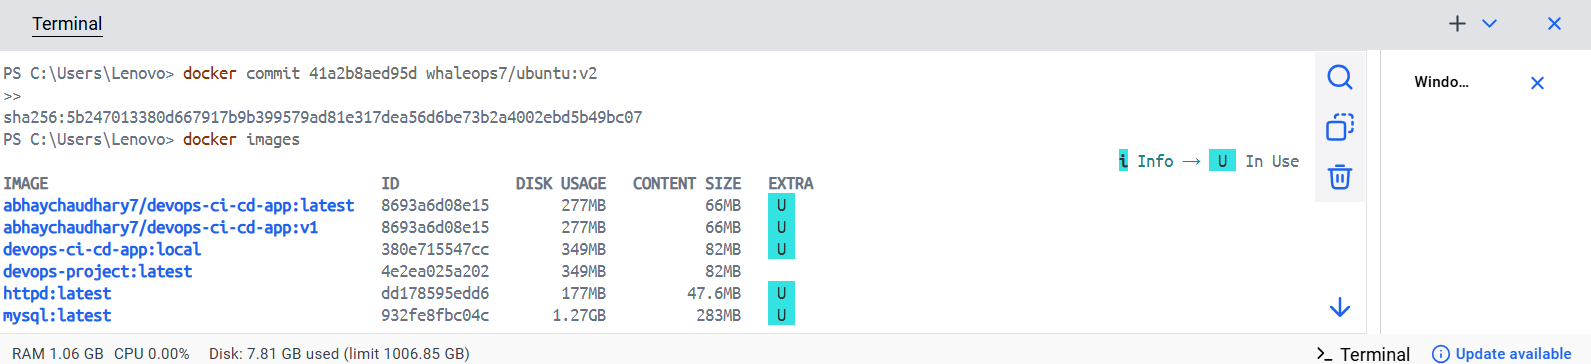 Terminal
PS C:\Users\Lenovo> docker commit 41a2b8aed95d whaleops7/ubuntu:v2
>>
sha256:5b247013380d667917b9b399579ad81e317dea56d6be73b2a4002ebd5b49bc07
PS C:\Users\Lenovo> docker images
i Info → U In Use
IMAGE ID DISK USAGE CONTENT SIZE EXTRA
abhaychaudhary7/devops-ci-cd-app:latest 8693a6d08e15 277MB 66MB U
abhaychaudhary7/devops-ci-cd-app:v1 8693a6d08e15 277MB 66MB U
devops-ci-cd-app:local 380e715547cc 349MB 82MB U
devops-project:latest 4e2ea025a202 349MB 82MB
httpd:latest dd178595edd6 177MB 47.6MB U
mysql:latest 932fe8fbc04c 1.27GB 283MB U
Windo...
RAM 1.06 GB CPU 0.00% Disk: 7.81 GB used (limit 1006.85 GB)
>_ Terminal
Update available